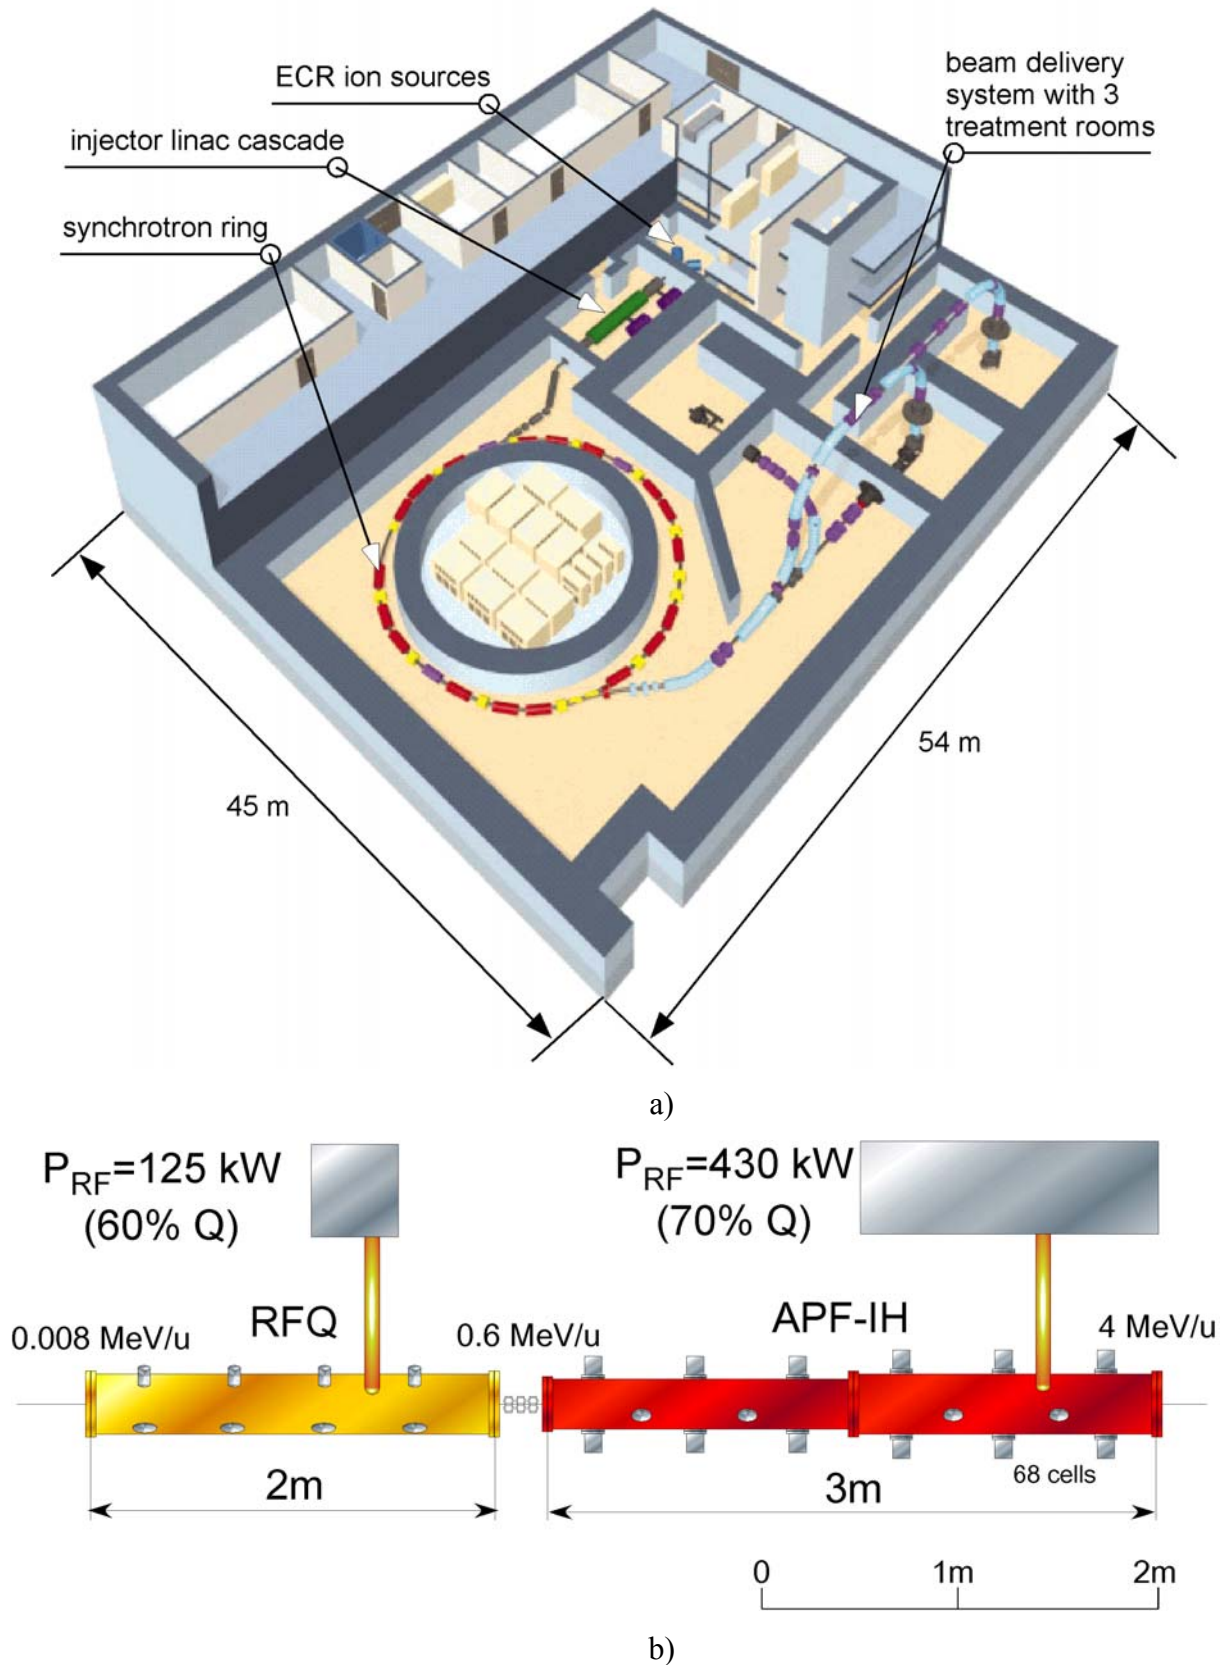 ECR ion sources
injector linac cascade
synchrotron ring
beam delivery
system with 3
treatment rooms
45 m
54 m
a)
P_RF=125 kW
(60% Q)
P_RF=430 kW
(70% Q)
0.008 MeV/u
RFQ
0.6 MeV/u
APF-IH
4 MeV/u
68 cells
2m
3m
0 1m 2m
b)